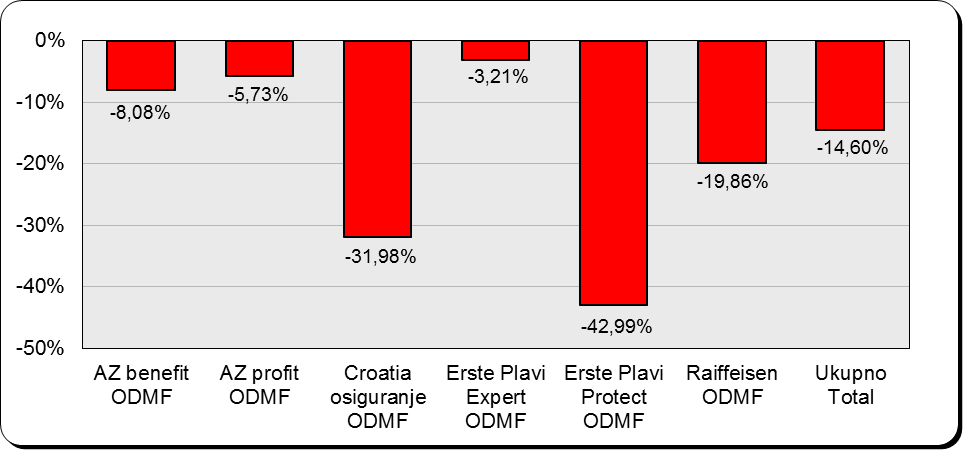 0%
-10%
-20%
-30%
-40%
-50%
-8,08%
-5,73%
-31,98%
-3,21%
-42,99%
-19,86%
-14,60%
AZ benefit
ODMF
AZ profit
ODMF
Croatia
osiguranje
ODMF
Erste Plavi
Expert
ODMF
Erste Plavi
Protect
ODMF
Raiffeisen
ODMF
Ukupno
Total